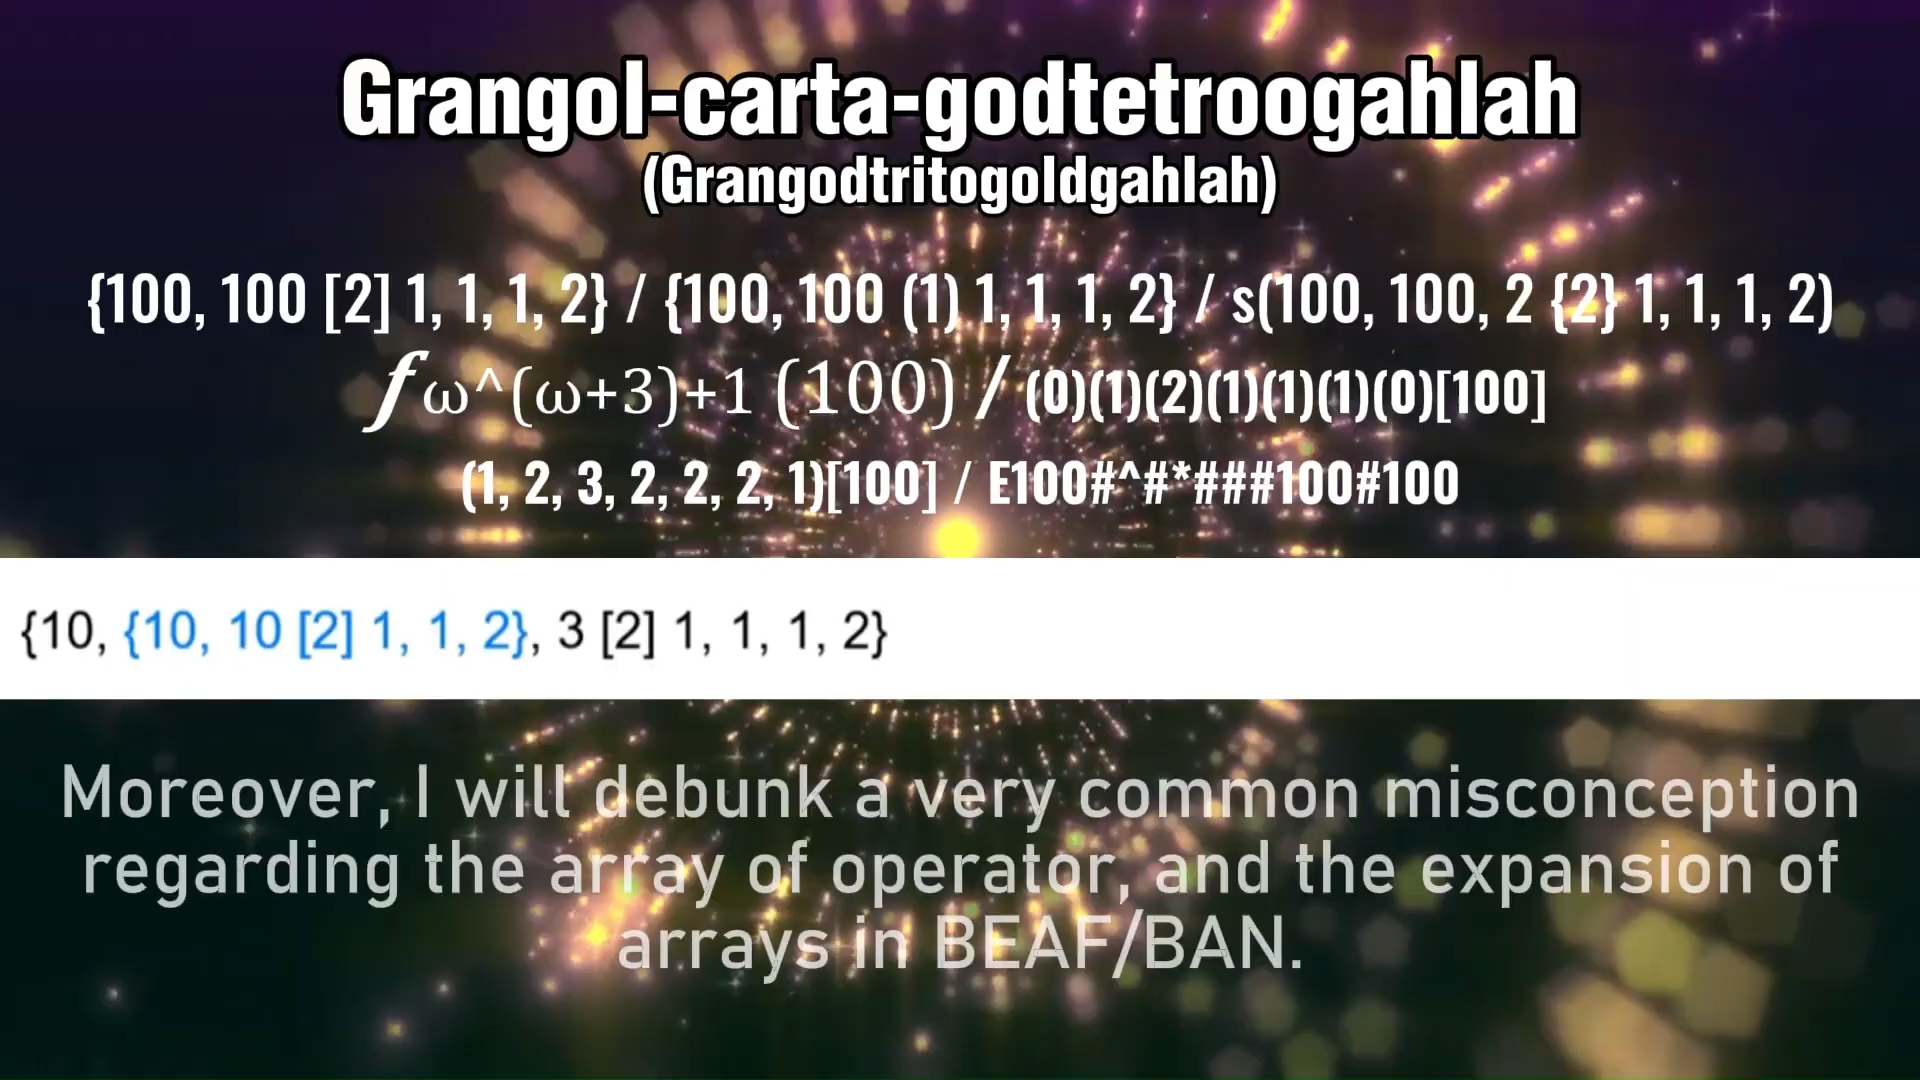 Grangol-carta-godtetroogahlah
(Grangodtritogoldgahlah)
{100, 100 [2] 1, 1, 1, 2} / {100, 100 (1) 1, 1, 1, 2} / s(100, 100, 2 {2} 1, 1, 1, 2)
fω^(ω+3)+1 (100) / (0)(1)(2)(1)(1)(1)(0)[100]
(1, 2, 3, 2, 2, 2, 1)[100] / E100#^#*###100#100
{10, {10, 10 [2] 1, 1, 2}, 3 [2] 1, 1, 1, 2}
Moreover, I will debunk a very common misconception
regarding the array of operator, and the expansion of
arrays in BEAF/BAN.